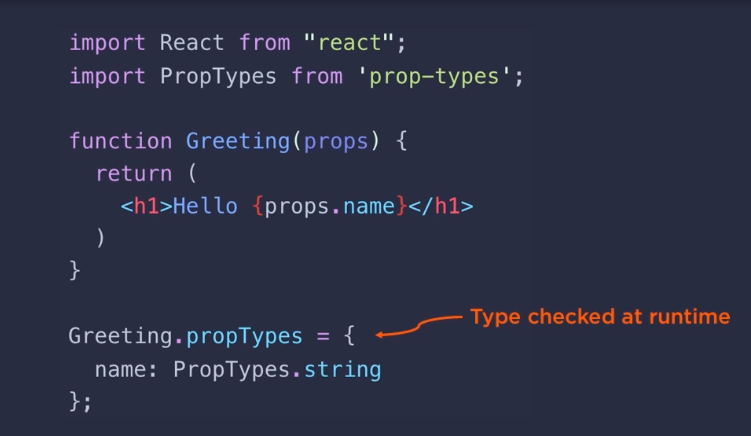 import React from "react";
import PropTypes from 'prop-types';
function Greeting(props) {
return (
<h1>Hello {props.name}</h1>
)
}
Greeting.propTypes = {
Type checked at runtime
name: PropTypes.string
};